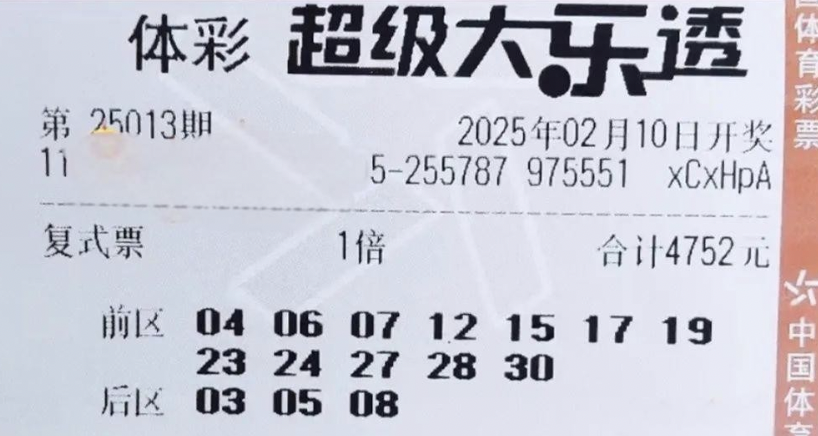 体彩 超级大乐透
第 25013期 2025年02月10日开奖
11 5-255787 975551 xCxHpA
复式票 1倍 合计4752元
前区 04 06 07 12 15 17 19
23 24 27 28 30
后区 03 05 08
国体育彩票
中国体育